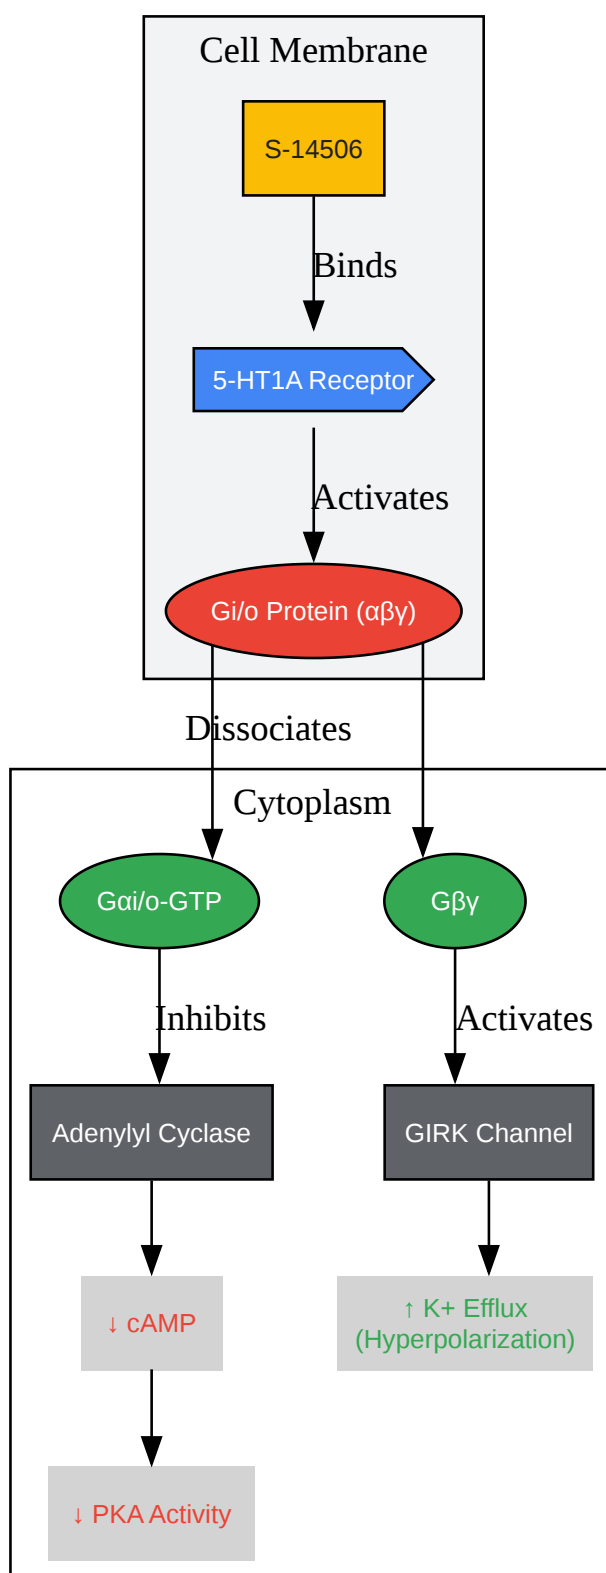 Cell Membrane
S-14506
Binds
5-HT1A Receptor
Activates
Gi/o Protein (αβγ)
Dissociates
Cytoplasm
Gαi/o-GTP
Gβγ
Inhibits
Activates
Adenylyl Cyclase
GIRK Channel
↓ cAMP
↑ K+ Efflux
(Hyperpolarization)
↓ PKA Activity